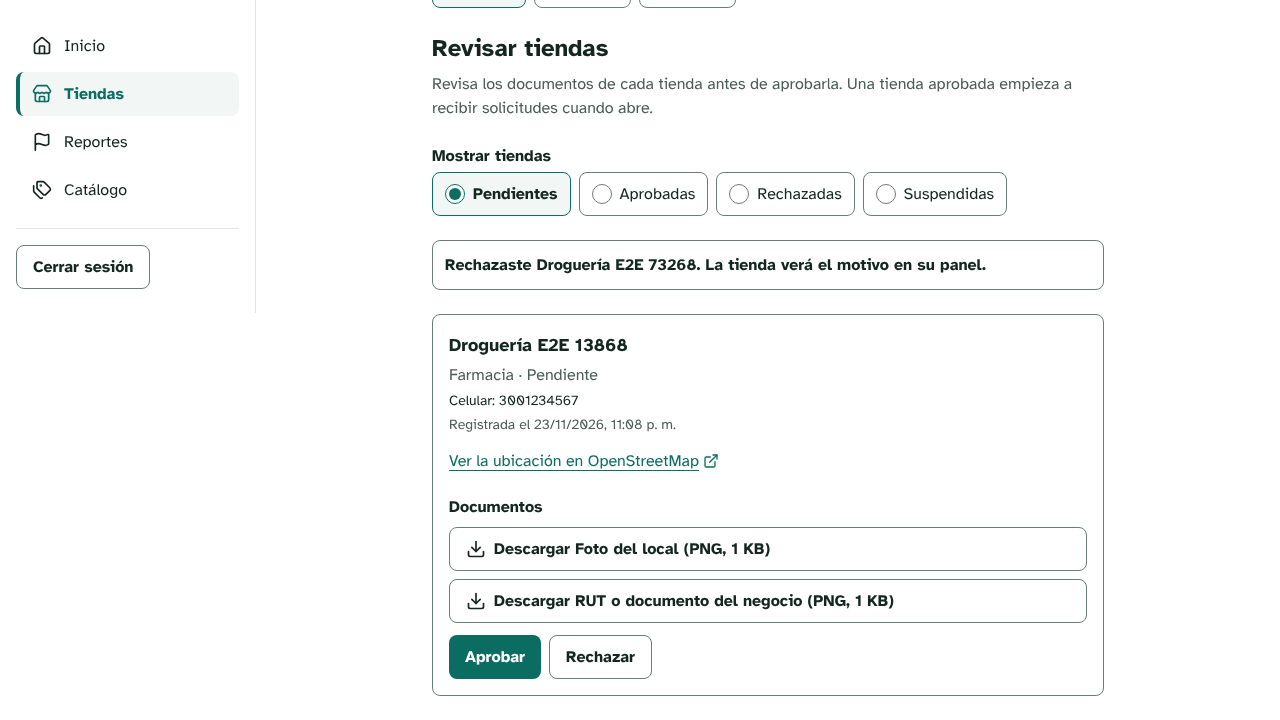 Inicio
Tiendas
Reportes
Catálogo
Cerrar sesión
Revisar tiendas
Revisa los documentos de cada tienda antes de aprobarla. Una tienda aprobada empieza a
recibir solicitudes cuando abre.
Mostrar tiendas
Pendientes
Aprobadas
Rechazadas
Suspendidas
Rechazaste Droguería E2E 73268. La tienda verá el motivo en su panel.
Droguería E2E 13868
Farmacia · Pendiente
Celular: 3001234567
Registrada el 23/11/2026, 11:08 p. m.
Ver la ubicación en OpenStreetMap
Documentos
Descargar Foto del local (PNG, 1 KB)
Descargar RUT o documento del negocio (PNG, 1 KB)
Aprobar
Rechazar